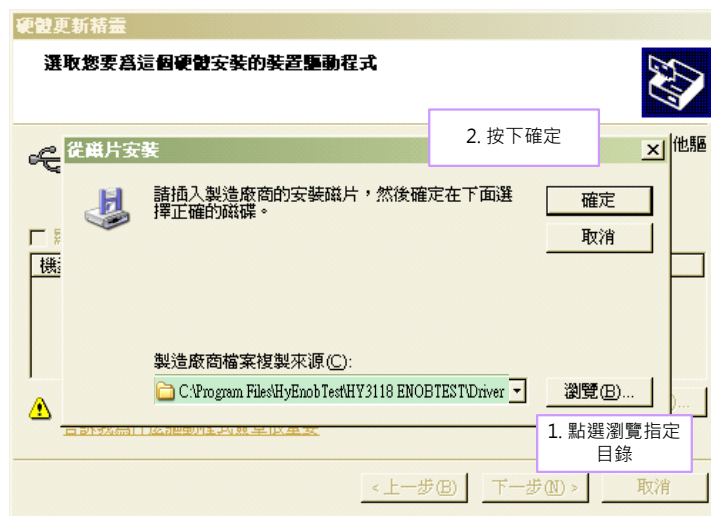 硬體更新精靈
選取您要為這個硬體安裝的裝置驅動程式
2. 按下確定
他驅
從磁片安裝
請插入製造廠商的安裝磁片，然後確定在下面選
擇正確的磁碟。
確定
取消
機
製造廠商檔案複製來源(C):
C:\Program Files\HyEnobTest\HY3118 ENOBTEST\Driver
瀏覽(B)...
)...
1. 點選瀏覽指定
目錄
<上一步(B)
下一步(N) >
取消